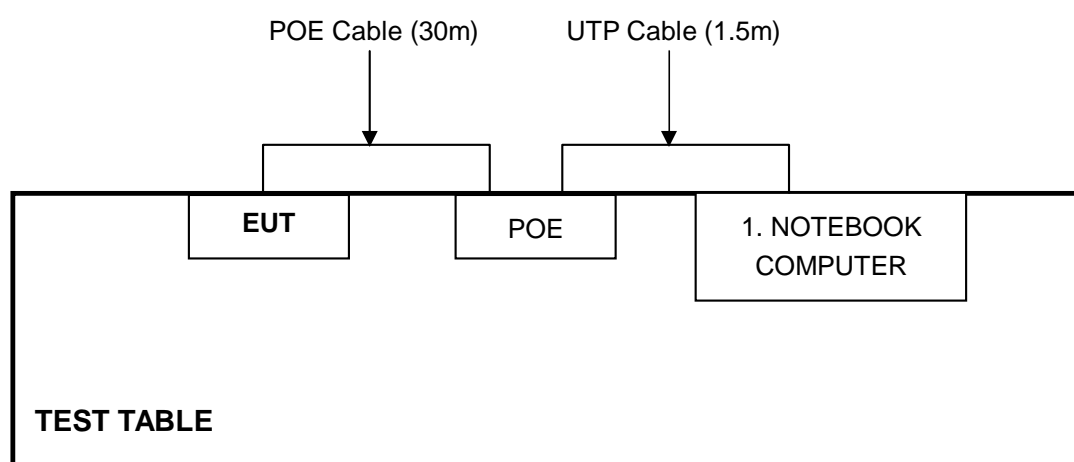 POE Cable (30m)
UTP Cable (1.5m)
EUT
POE
1. NOTEBOOK
COMPUTER
TEST TABLE